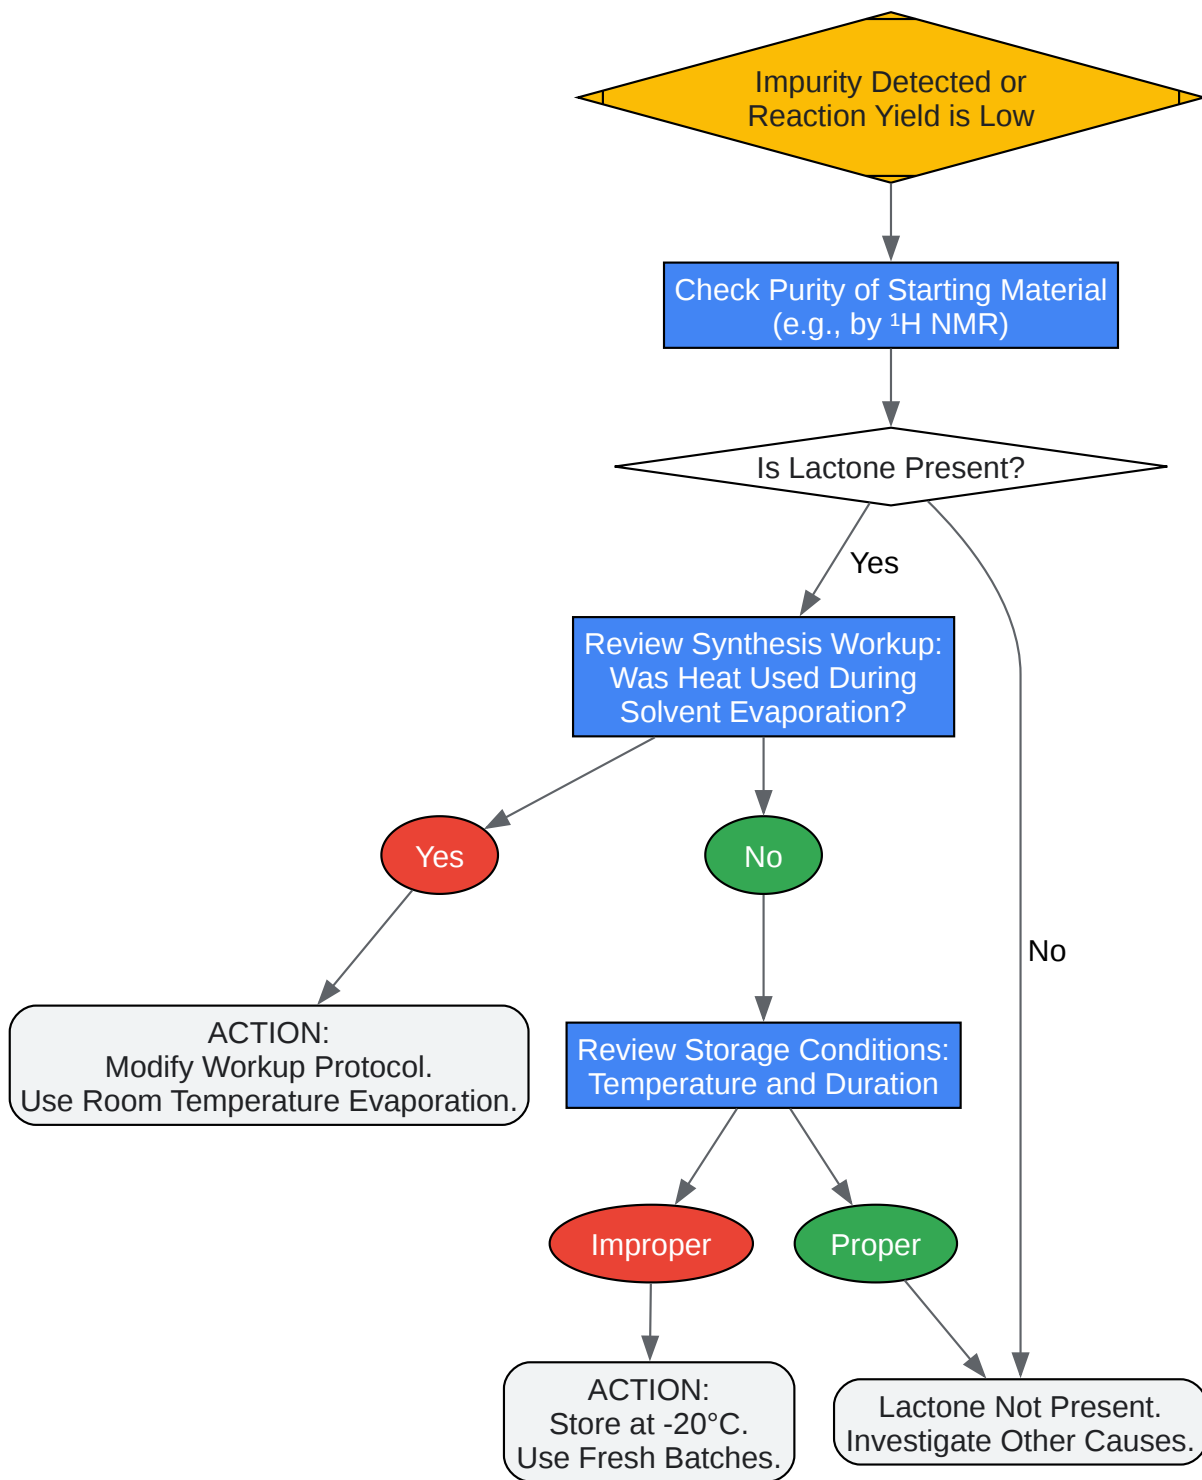 Impurity Detected or
Reaction Yield is Low
Check Purity of Starting Material
(e.g., by ¹H NMR)
Is Lactone Present?
Yes
Review Synthesis Workup:
Was Heat Used During
Solvent Evaporation?
Yes
No
No
ACTION:
Modify Workup Protocol.
Use Room Temperature Evaporation.
Review Storage Conditions:
Temperature and Duration
Improper
Proper
ACTION:
Store at -20°C.
Use Fresh Batches.
Lactone Not Present.
Investigate Other Causes.